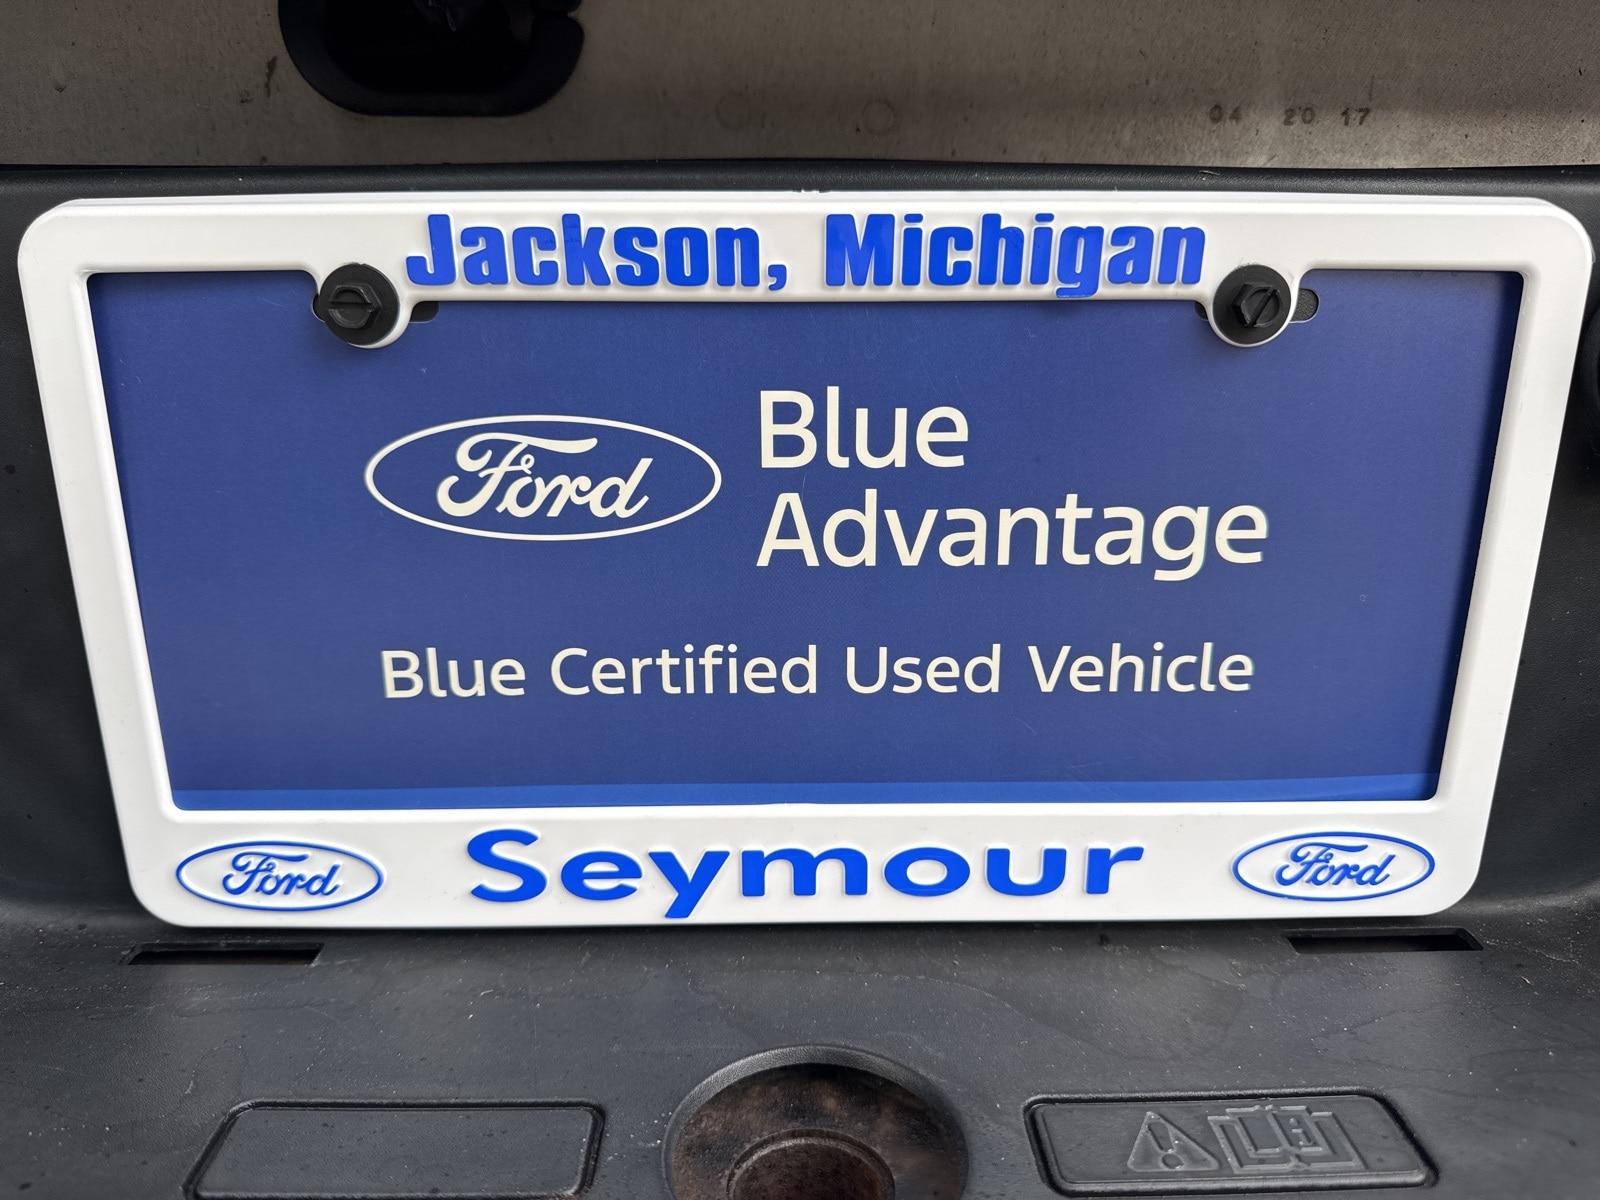 04 20 17
Jackson, Michigan
Ford
Blue
Advantage
Blue Certified Used Vehicle
Ford Seymour Ford